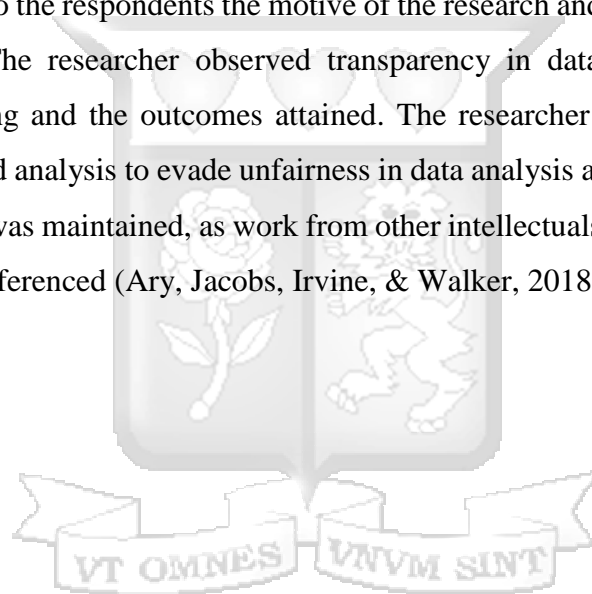 o the respondents the motive of the research and
The researcher observed transparency in data
ng and the outcomes attained. The researcher
d analysis to evade unfairness in data analysis a
was maintained, as work from other intellectuals
eferenced (Ary, Jacobs, Irvine, & Walker, 2018
VT OMNES VNVM SINT